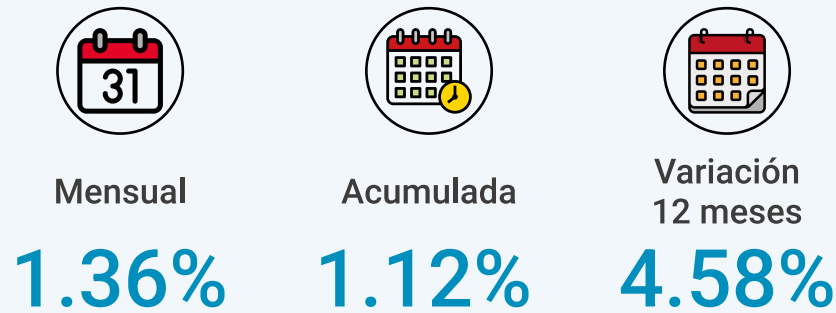 31
Mensual
1.36%
Acumulada
1.12%
Variación
12 meses
4.58%